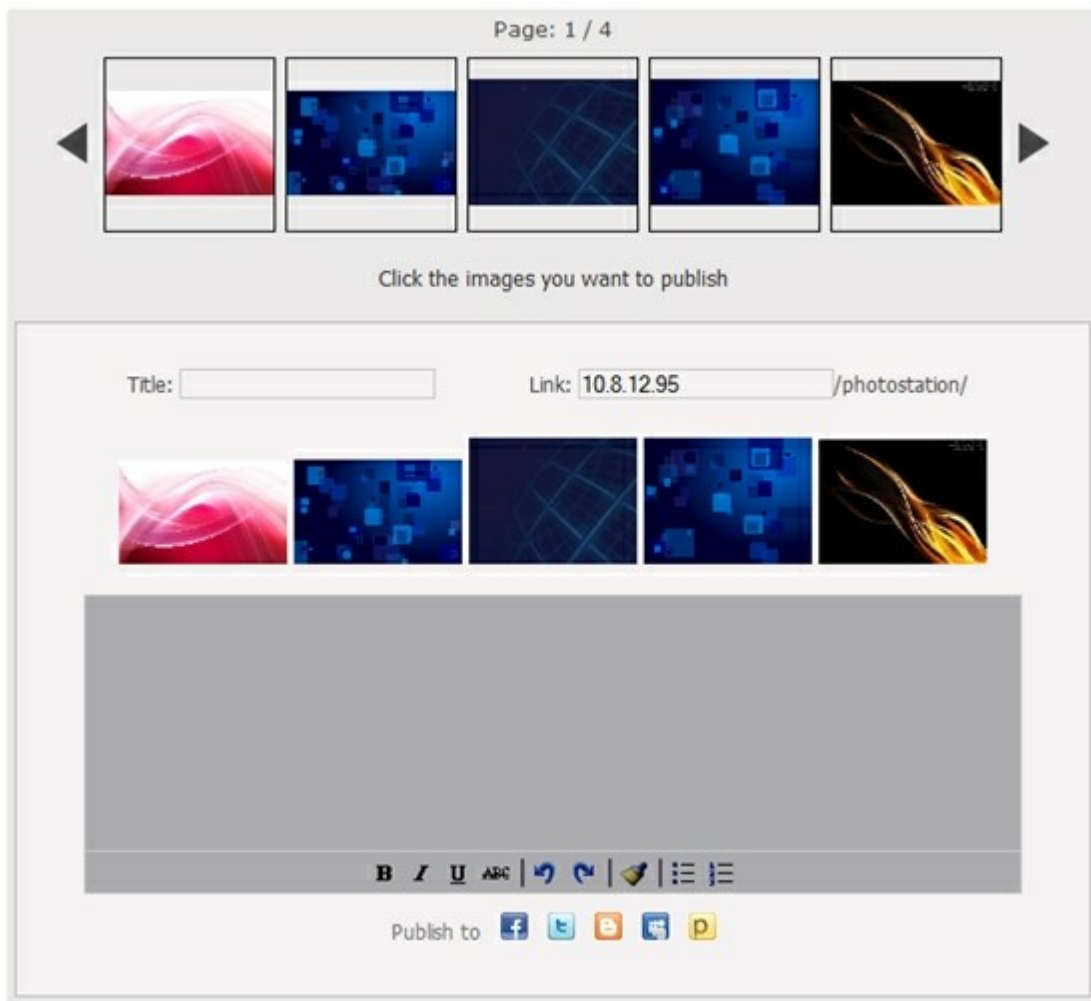 Page: 1 / 4
Click the images you want to publish
Title:
Link: 10.8.12.95/photostation/
B I U ABC
Publish to
f t B p